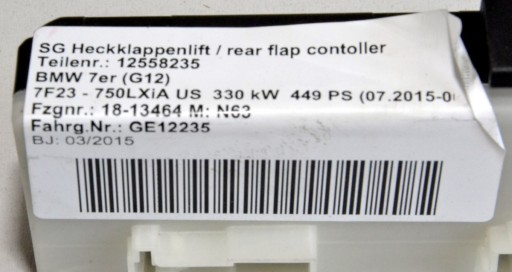 SG Heckklappenlift / rear flap contoller
Teilenr.: 12558235
BMW 7er (G12)
7F23 - 750LXiA US 330 kW 449 PS (07.2015-0
Fzgnr.: 18-13464 M: N63
Fahrg.Nr.: GE12235
BJ: 03/2015